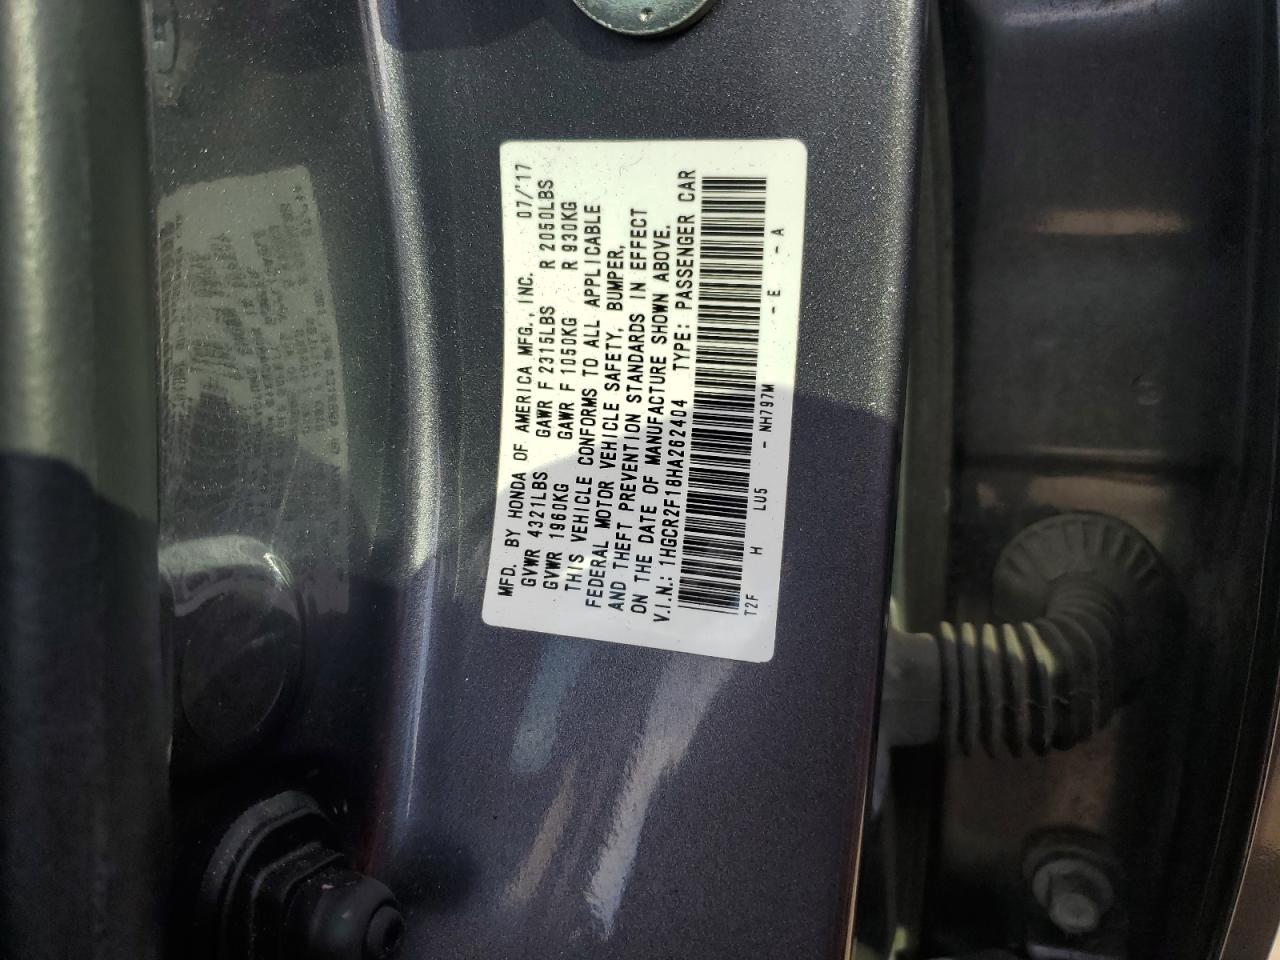 MFD. BY HONDA OF AMERICA MFG., INC. 07/'17
GVWR 4321LBS GAWR F 2315LBS R 2050LBS
GVWR 1960KG GAWR F 1050KG R 930KG
THIS VEHICLE CONFORMS TO ALL APPLICABLE
FEDERAL MOTOR VEHICLE SAFETY, BUMPER,
AND THEFT PREVENTION STANDARDS IN EFFECT
ON THE DATE OF MANUFACTURE SHOWN ABOVE.
V.I.N.: 1HGCR2F18HA262404 TYPE: PASSENGER CAR
T2F H LU5 - NH797M - E - A